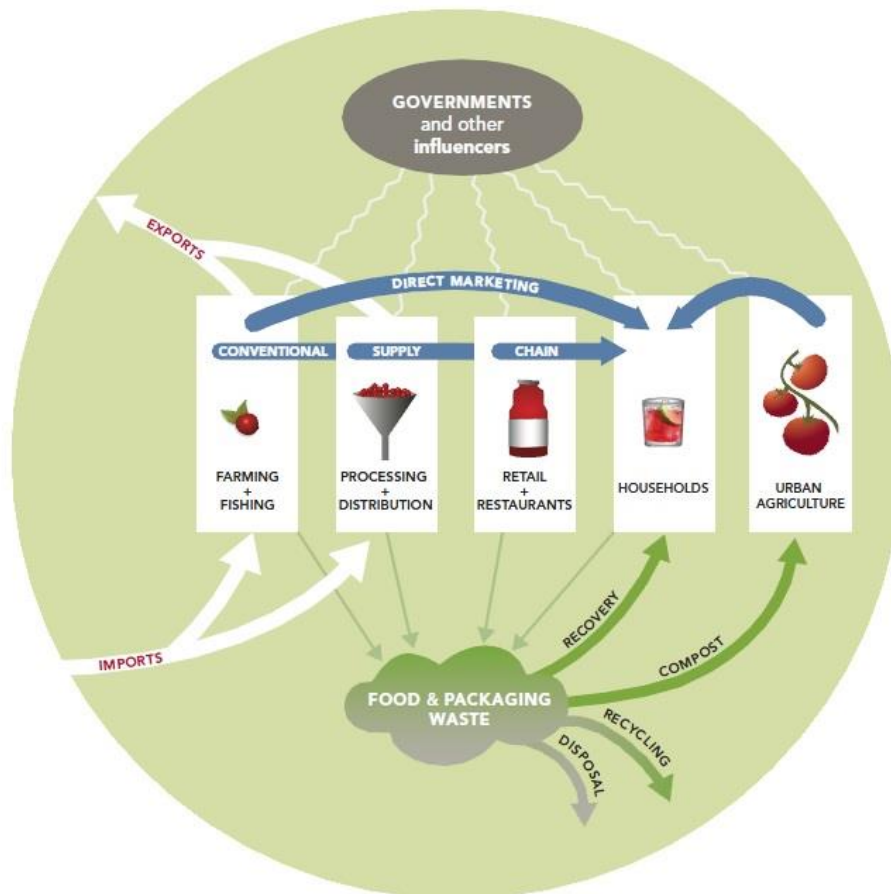 GOVERNMENTS
and other
influencers
EXPORTS
DIRECT MARKETING
CONVENTIONAL SUPPLY CHAIN
FARMING
+
FISHING
PROCESSING
+
DISTRIBUTION
RETAIL
+
RESTAURANTS
HOUSEHOLDS
URBAN
AGRICULTURE
IMPORTS
RECOVERY
COMPOST
FOOD & PACKAGING
WASTE
RECYCLING
DISPOSAL